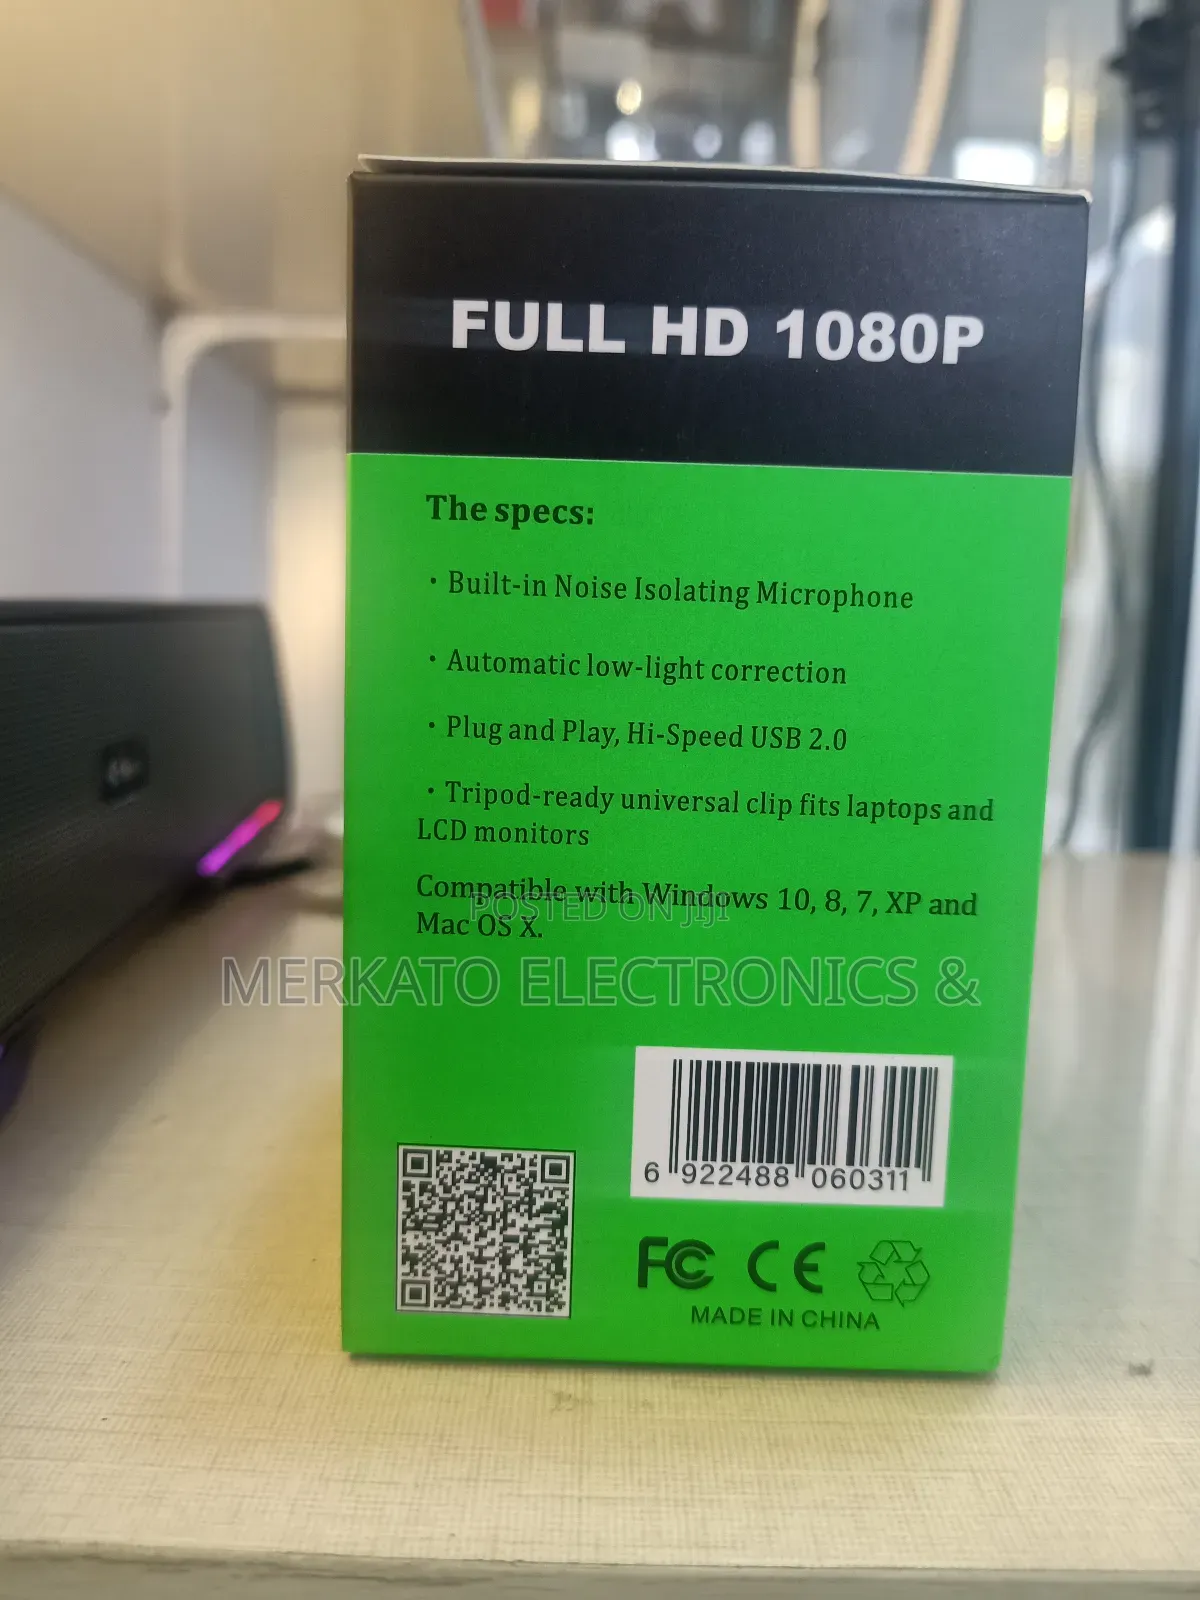 FULL HD 1080P
The specs:
· Built-in Noise Isolating Microphone
· Automatic low-light correction
· Plug and Play, Hi-Speed USB 2.0
· Tripod-ready universal clip fits laptops and
LCD monitors
Compatible with Windows 10, 8, 7, XP and
Mac OS X.
POSTED ON JIJI
MERKATO ELECTRONICS &
6 922488 060311
FC CE
MADE IN CHINA